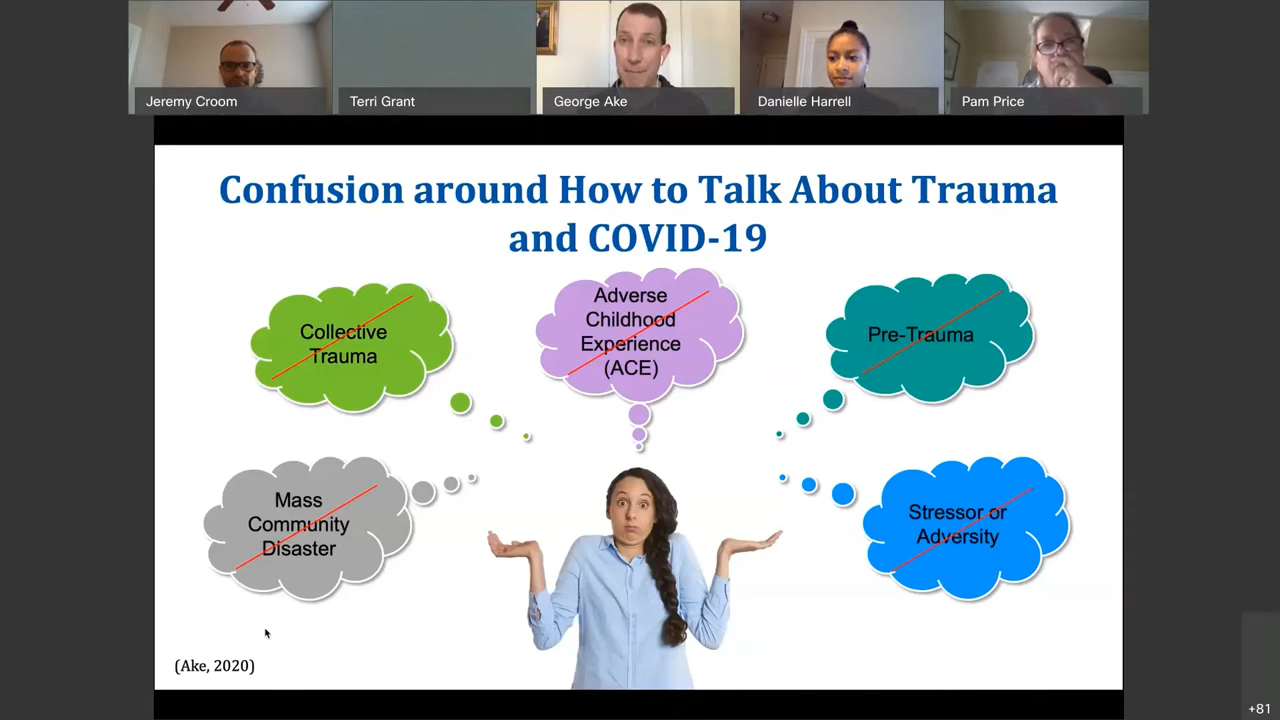 Jeremy Croom
Terri Grant
George Ake
Danielle Harrell
Pam Price
Confusion around How to Talk About Trauma
and COVID-19
Collective
Trauma
Adverse
Childhood
Experience
(ACE)
Pre-Trauma
Mass
Community
Disaster
Stressor or
Adversity
(Ake, 2020)
+81